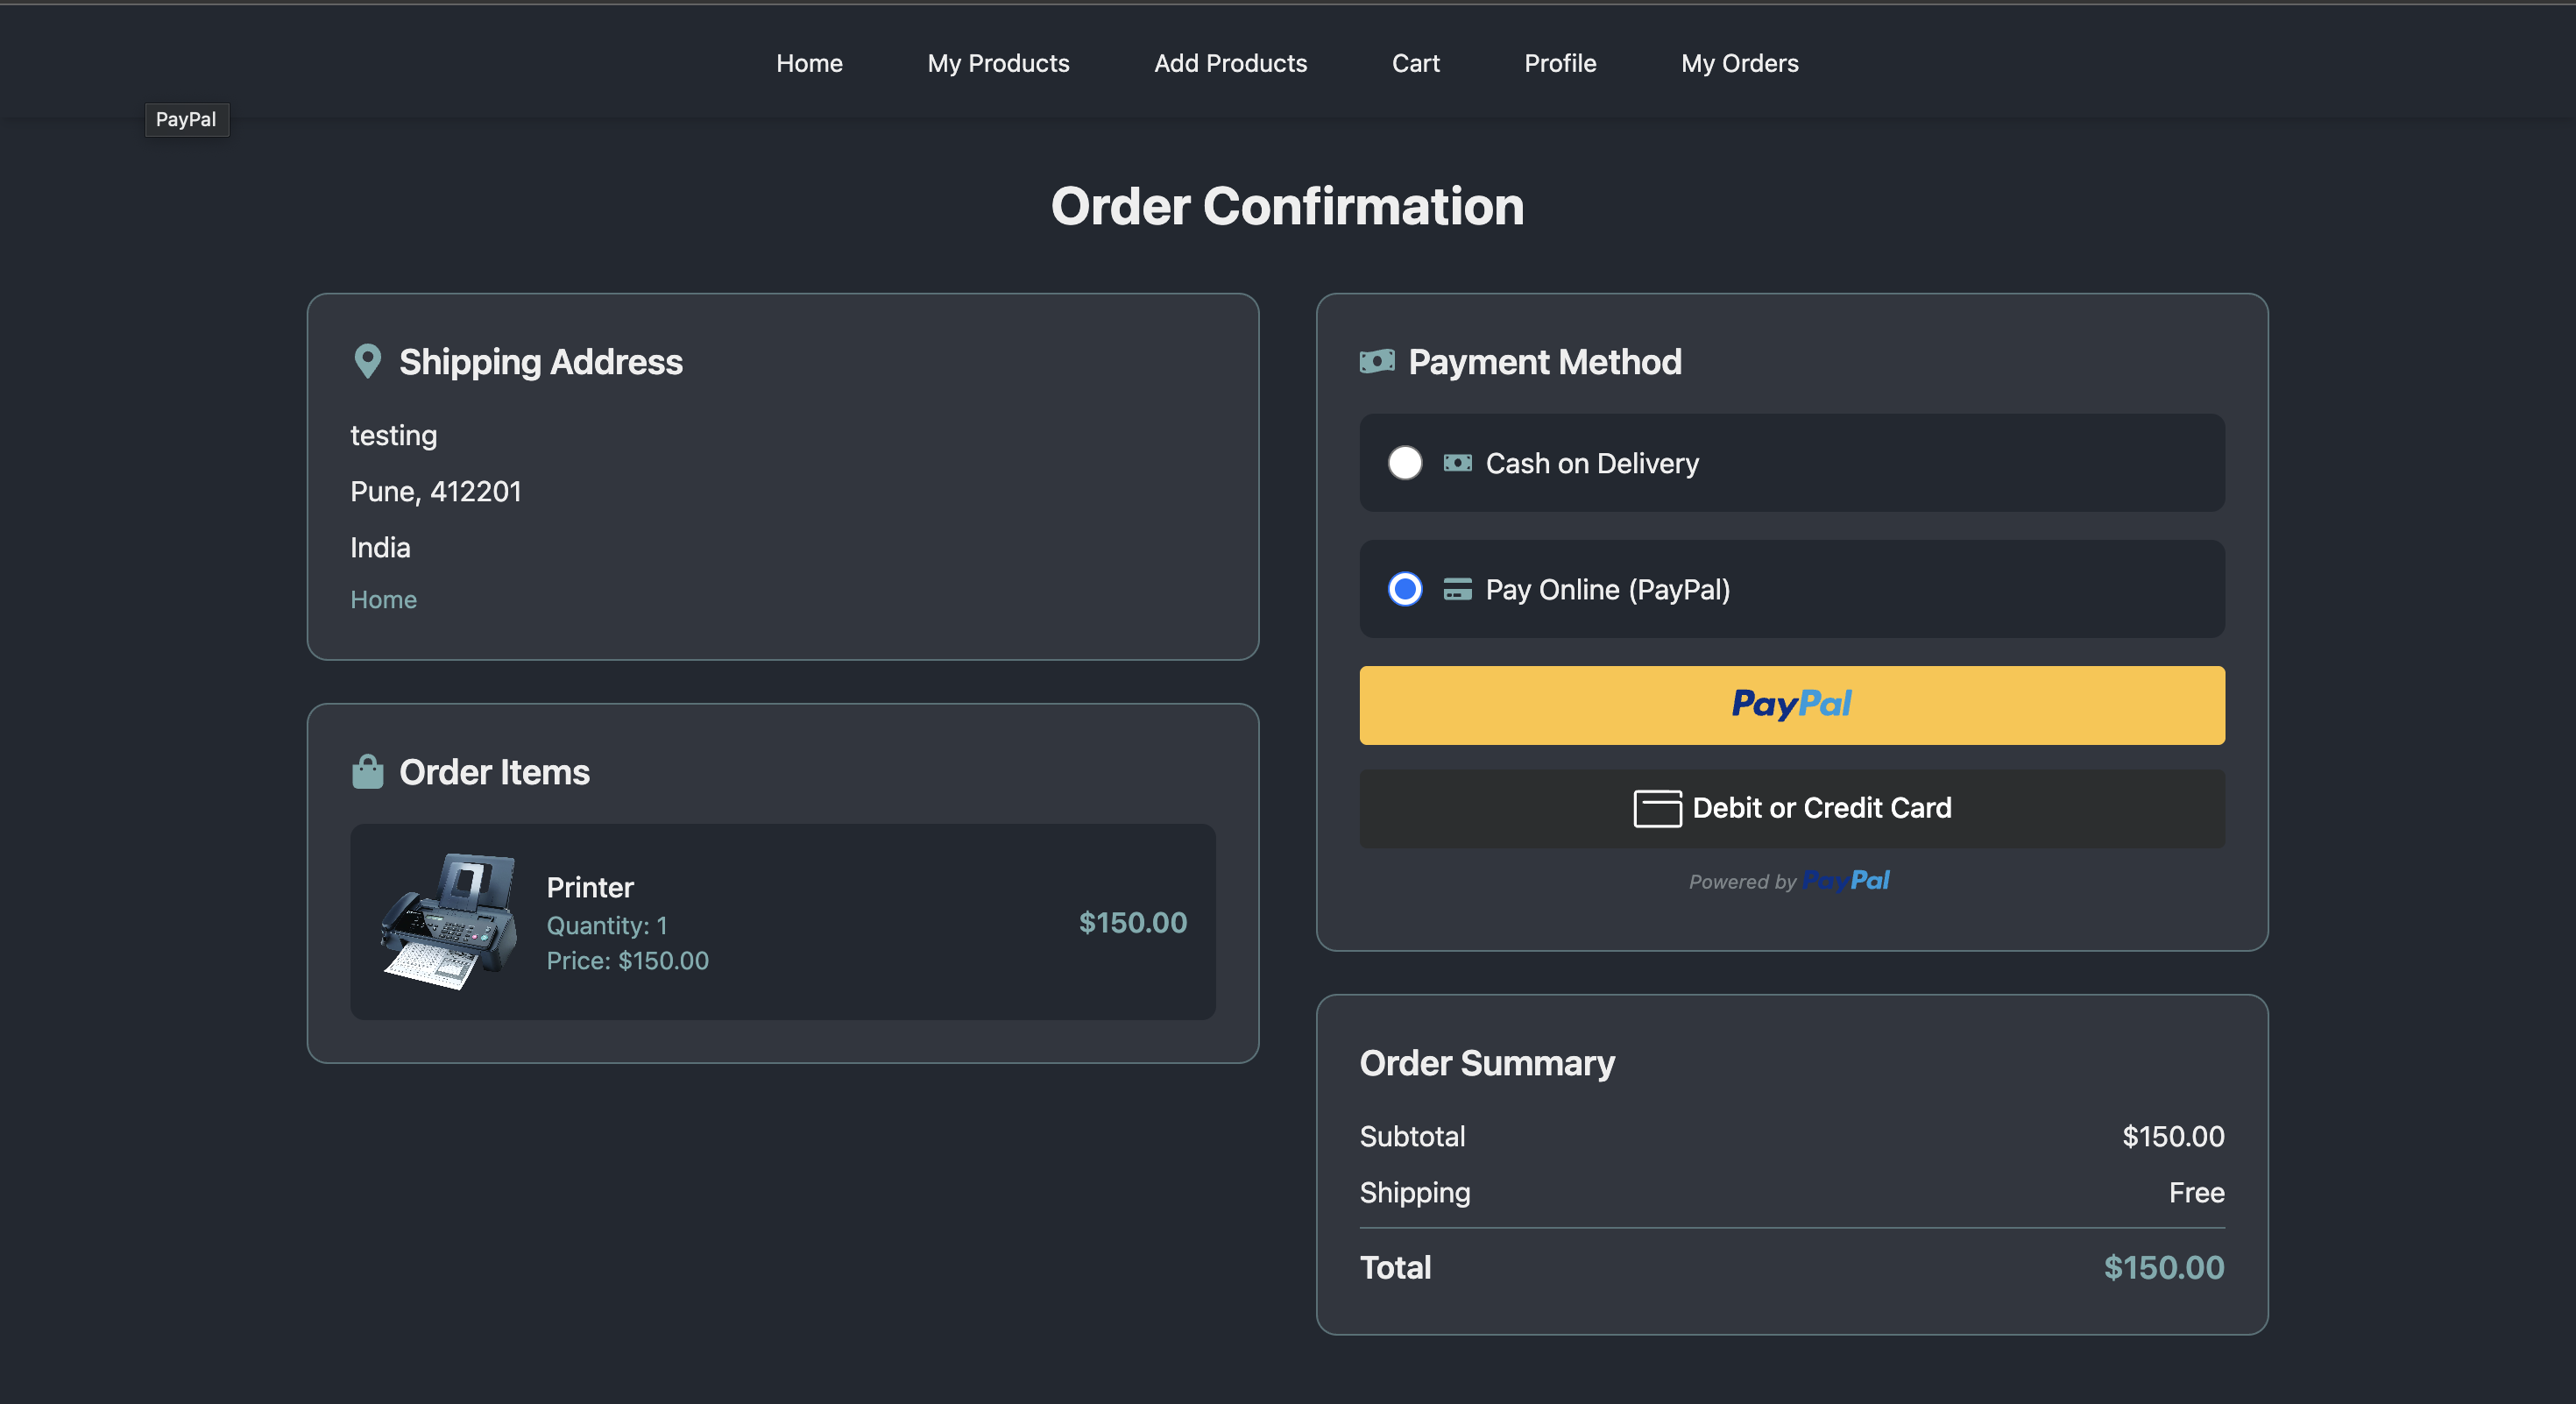 Home My Products Add Products Cart Profile My Orders
PayPal
Order Confirmation
Shipping Address
testing
Pune, 412201
India
Home
Order Items
Printer
Quantity: 1
Price: $150.00
$150.00
Payment Method
Cash on Delivery
Pay Online (PayPal)
PayPal
Debit or Credit Card
Powered by PayPal
Order Summary
Subtotal $150.00
Shipping Free
Total $150.00